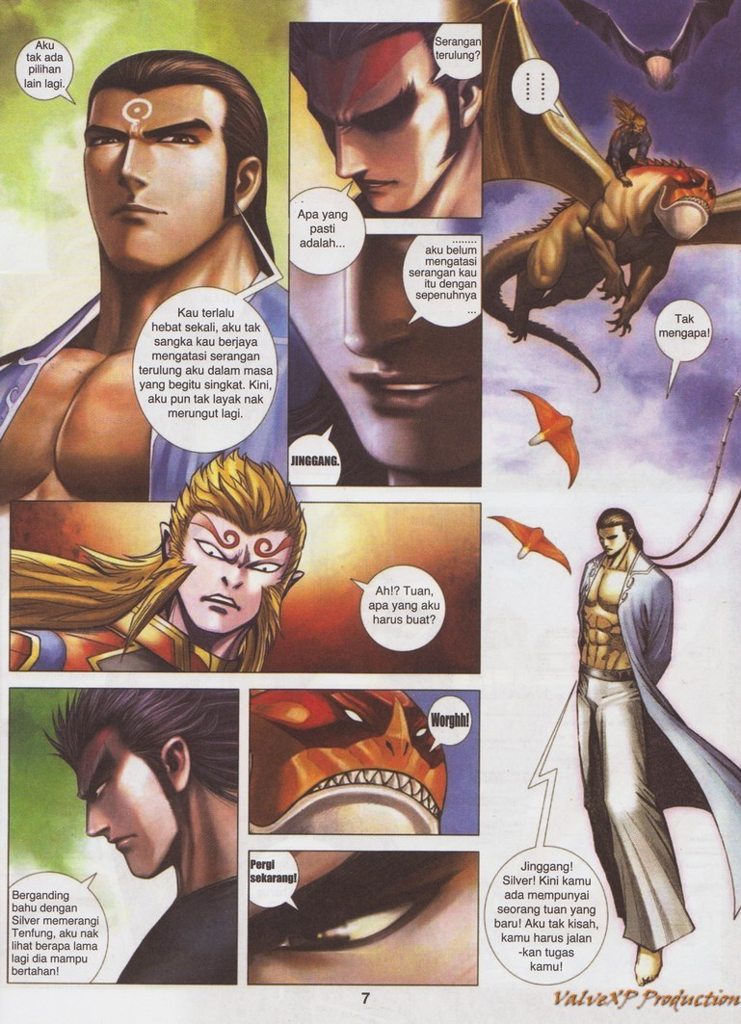 Aku
tak ada
pilihan
lain lagi.
Kau terlalu
hebat sekali, aku tak
sangka kau berjaya
mengatasi serangan
terulung aku dalam masa
yang begitu singkat. Kini,
aku pun tak layak nak
merungut lagi.
Serangan
terulung?
Apa yang
pasti
adalah...
........
aku belum
mengatasi
serangan kau
itu dengan
sepenuhnya
...
JINGGANG.
Tak
mengapa!
Ah!? Tuan,
apa yang aku
harus buat?
Berganding
bahu dengan
Silver memerangi
Tenfung, aku nak
lihat berapa lama
lagi dia mampu
bertahan!
Worghh!
Pergi
sekarang!
Jinggang!
Silver! Kini kamu
ada mempunyai
seorang tuan yang
baru! Aku tak kisah,
kamu harus jalan
-kan tugas
kamu!
7
ValveXP Production